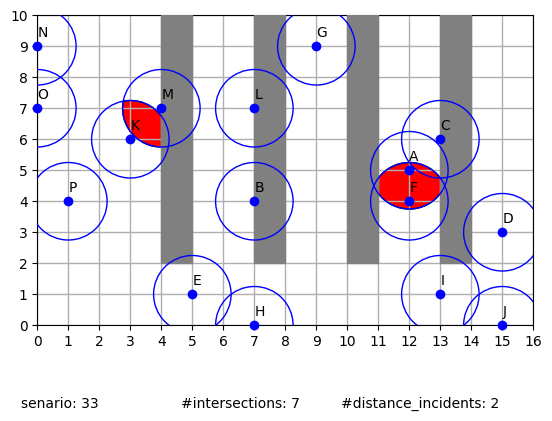 10
N
G
9
8
O
M
L
7
K
C
6
A
5
P
B
F
4
D
3
2
E
I
1
H
J
0
0 1 2 3 4 5 6 7 8 9 10 11 12 13 14 15 16
senario: 33 #intersections: 7 #distance_incidents: 2